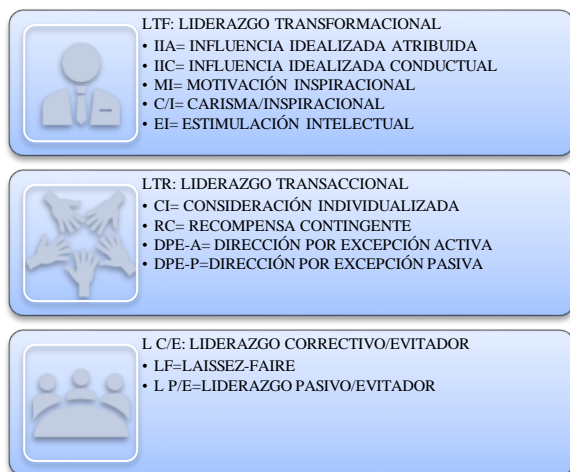 LTF: LIDERAZGO TRANSFORMACIONAL
• IIA= INFLUENCIA IDEALIZADA ATRIBUIDA
• IIC= INFLUENCIA IDEALIZADA CONDUCTUAL
• MI= MOTIVACIÓN INSPIRACIONAL
• C/I= CARISMA/INSPIRACIONAL
• EI= ESTIMULACIÓN INTELECTUAL
LTR: LIDERAZGO TRANSACCIONAL
• CI= CONSIDERACIÓN INDIVIDUALIZADA
• RC= RECOMPENSA CONTINGENTE
• DPE-A= DIRECCIÓN POR EXCEPCIÓN ACTIVA
• DPE-P=DIRECCIÓN POR EXCEPCIÓN PASIVA
L C/E: LIDERAZGO CORRECTIVO/EVITADOR
• LF=LAISSEZ-FAIRE
• L P/E=LIDERAZGO PASIVO/EVITADOR